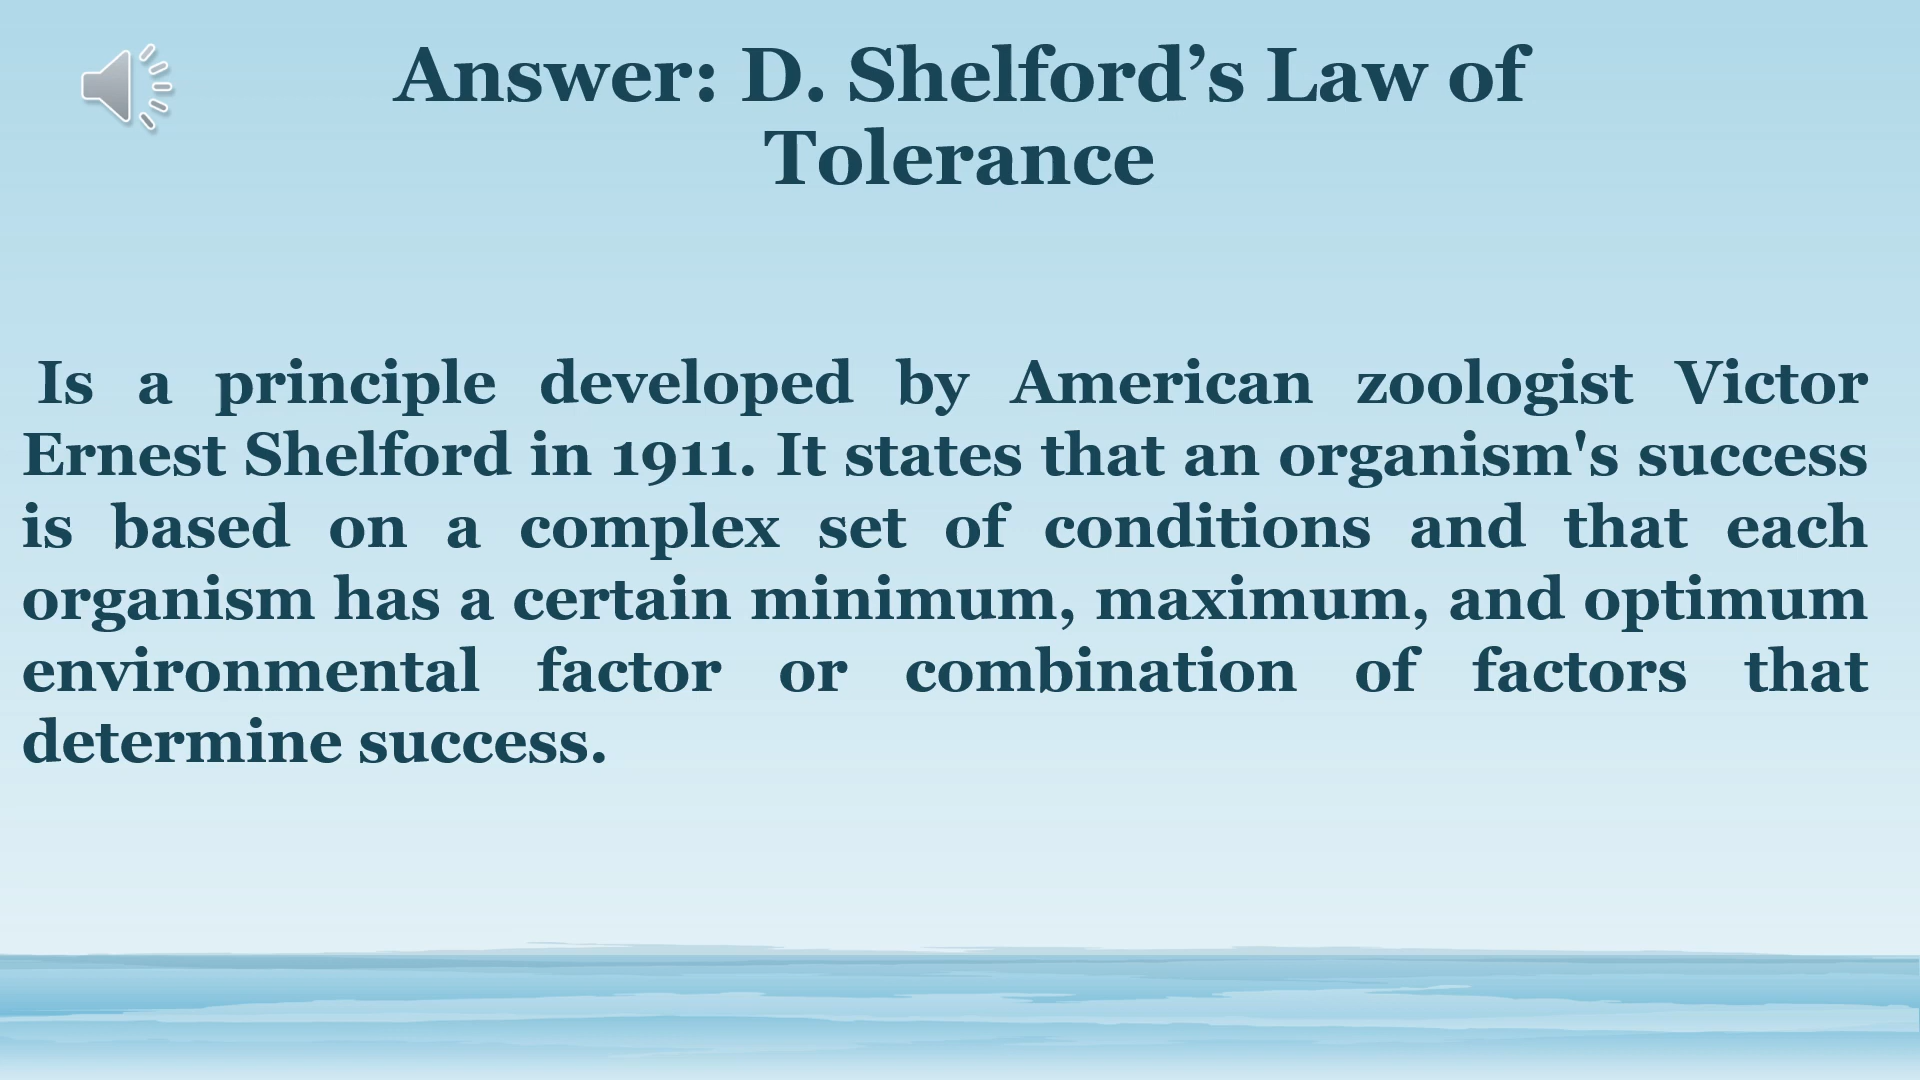 Answer: D. Shelford’s Law of
Tolerance
Is a principle developed by American zoologist Victor
Ernest Shelford in 1911. It states that an organism's success
is based on a complex set of conditions and that each
organism has a certain minimum, maximum, and optimum
environmental factor or combination of factors that
determine success.